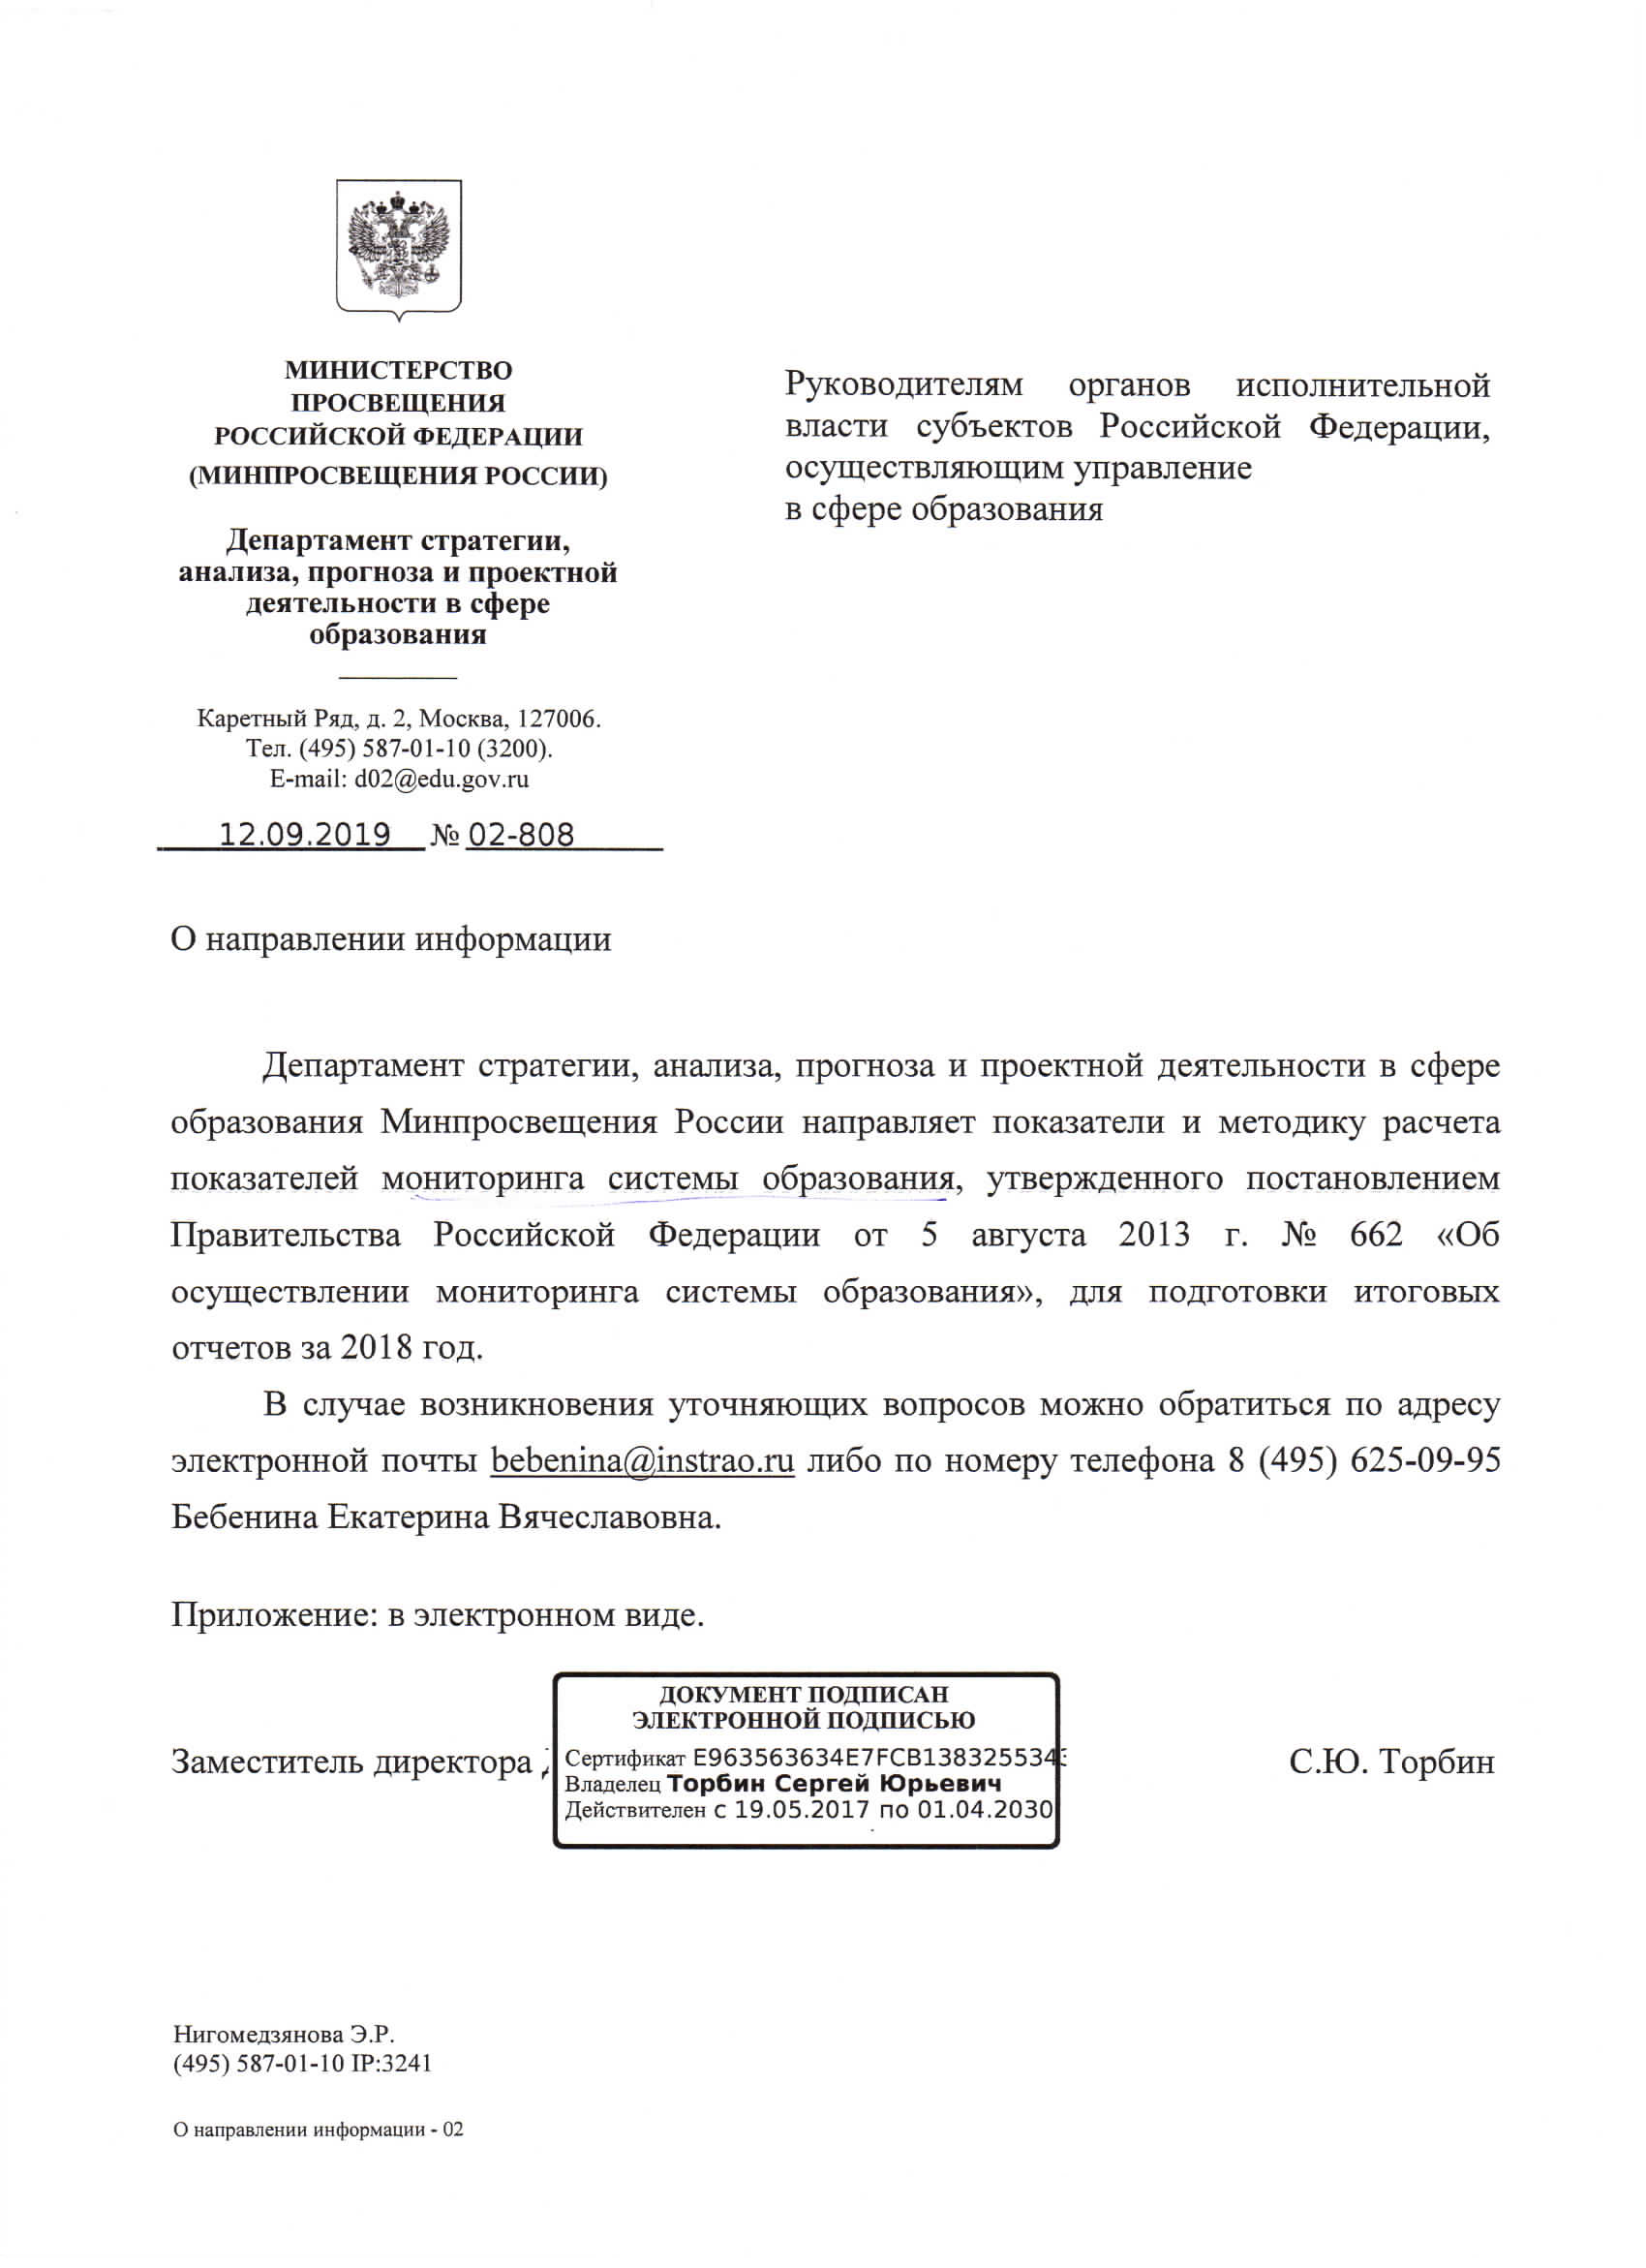 МИНИСТЕРСТВО
ПРОСВЕЩЕНИЯ
РОССИЙСКОЙ ФЕДЕРАЦИИ
(МИНПРОСВЕЩЕНИЯ РОССИИ)
Департамент стратегии,
анализа, прогноза и проектной
деятельности в сфере
образования
Каретный Ряд, д. 2, Москва, 127006.
Тел. (495) 587-01-10 (3200).
E-mail: d02@edu.gov.ru
12.09.2019 № 02-808
Руководителям органов исполнительной
власти субъектов Российской Федерации,
осуществляющим управление
в сфере образования
О направлении информации
Департамент стратегии, анализа, прогноза и проектной деятельности в сфере
образования Минпросвещения России направляет показатели и методику расчета
показателей мониторинга системы образования, утвержденного постановлением
Правительства Российской Федерации от 5 августа 2013 г. № 662 «Об
осуществлении мониторинга системы образования», для подготовки итоговых
отчетов за 2018 год.
В случае возникновения уточняющих вопросов можно обратиться по адресу
электронной почты bebenina@instrao.ru либо по номеру телефона 8 (495) 625-09-95
Бебенина Екатерина Вячеславовна.
Приложение: в электронном виде.
Заместитель директора
ДОКУМЕНТ ПОДПИСАН
ЭЛЕКТРОННОЙ ПОДПИСЬЮ
Сертификат E963563634E7FCB138325534
Владелец Торбин Сергей Юрьевич
Действителен с 19.05.2017 по 01.04.2030
С.Ю. Торбин
Нигомедзянова Э.Р.
(495) 587-01-10 IP:3241
О направлении информации - 02